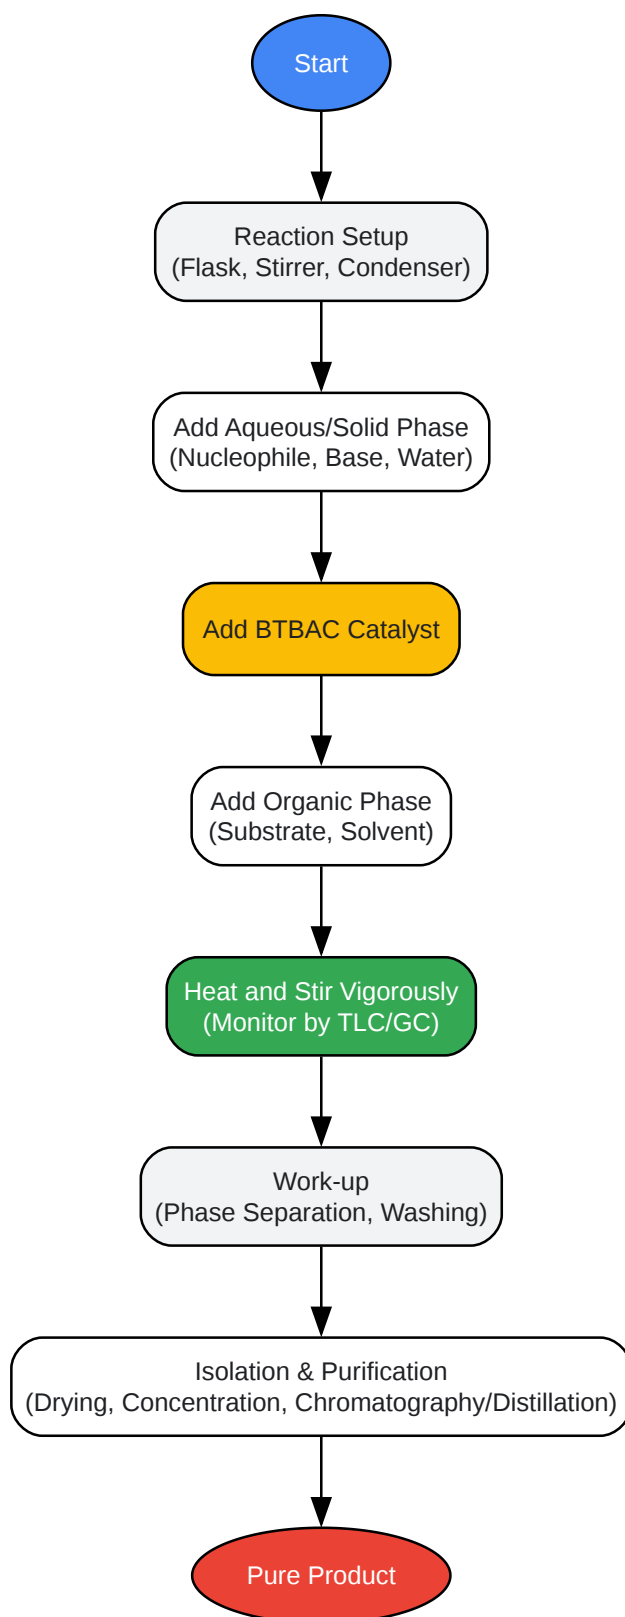 Start
Reaction Setup
(Flask, Stirrer, Condenser)
Add Aqueous/Solid Phase
(Nucleophile, Base, Water)
Add BTBAC Catalyst
Add Organic Phase
(Substrate, Solvent)
Heat and Stir Vigorously
(Monitor by TLC/GC)
Work-up
(Phase Separation, Washing)
Isolation & Purification
(Drying, Concentration, Chromatography/Distillation)
Pure Product